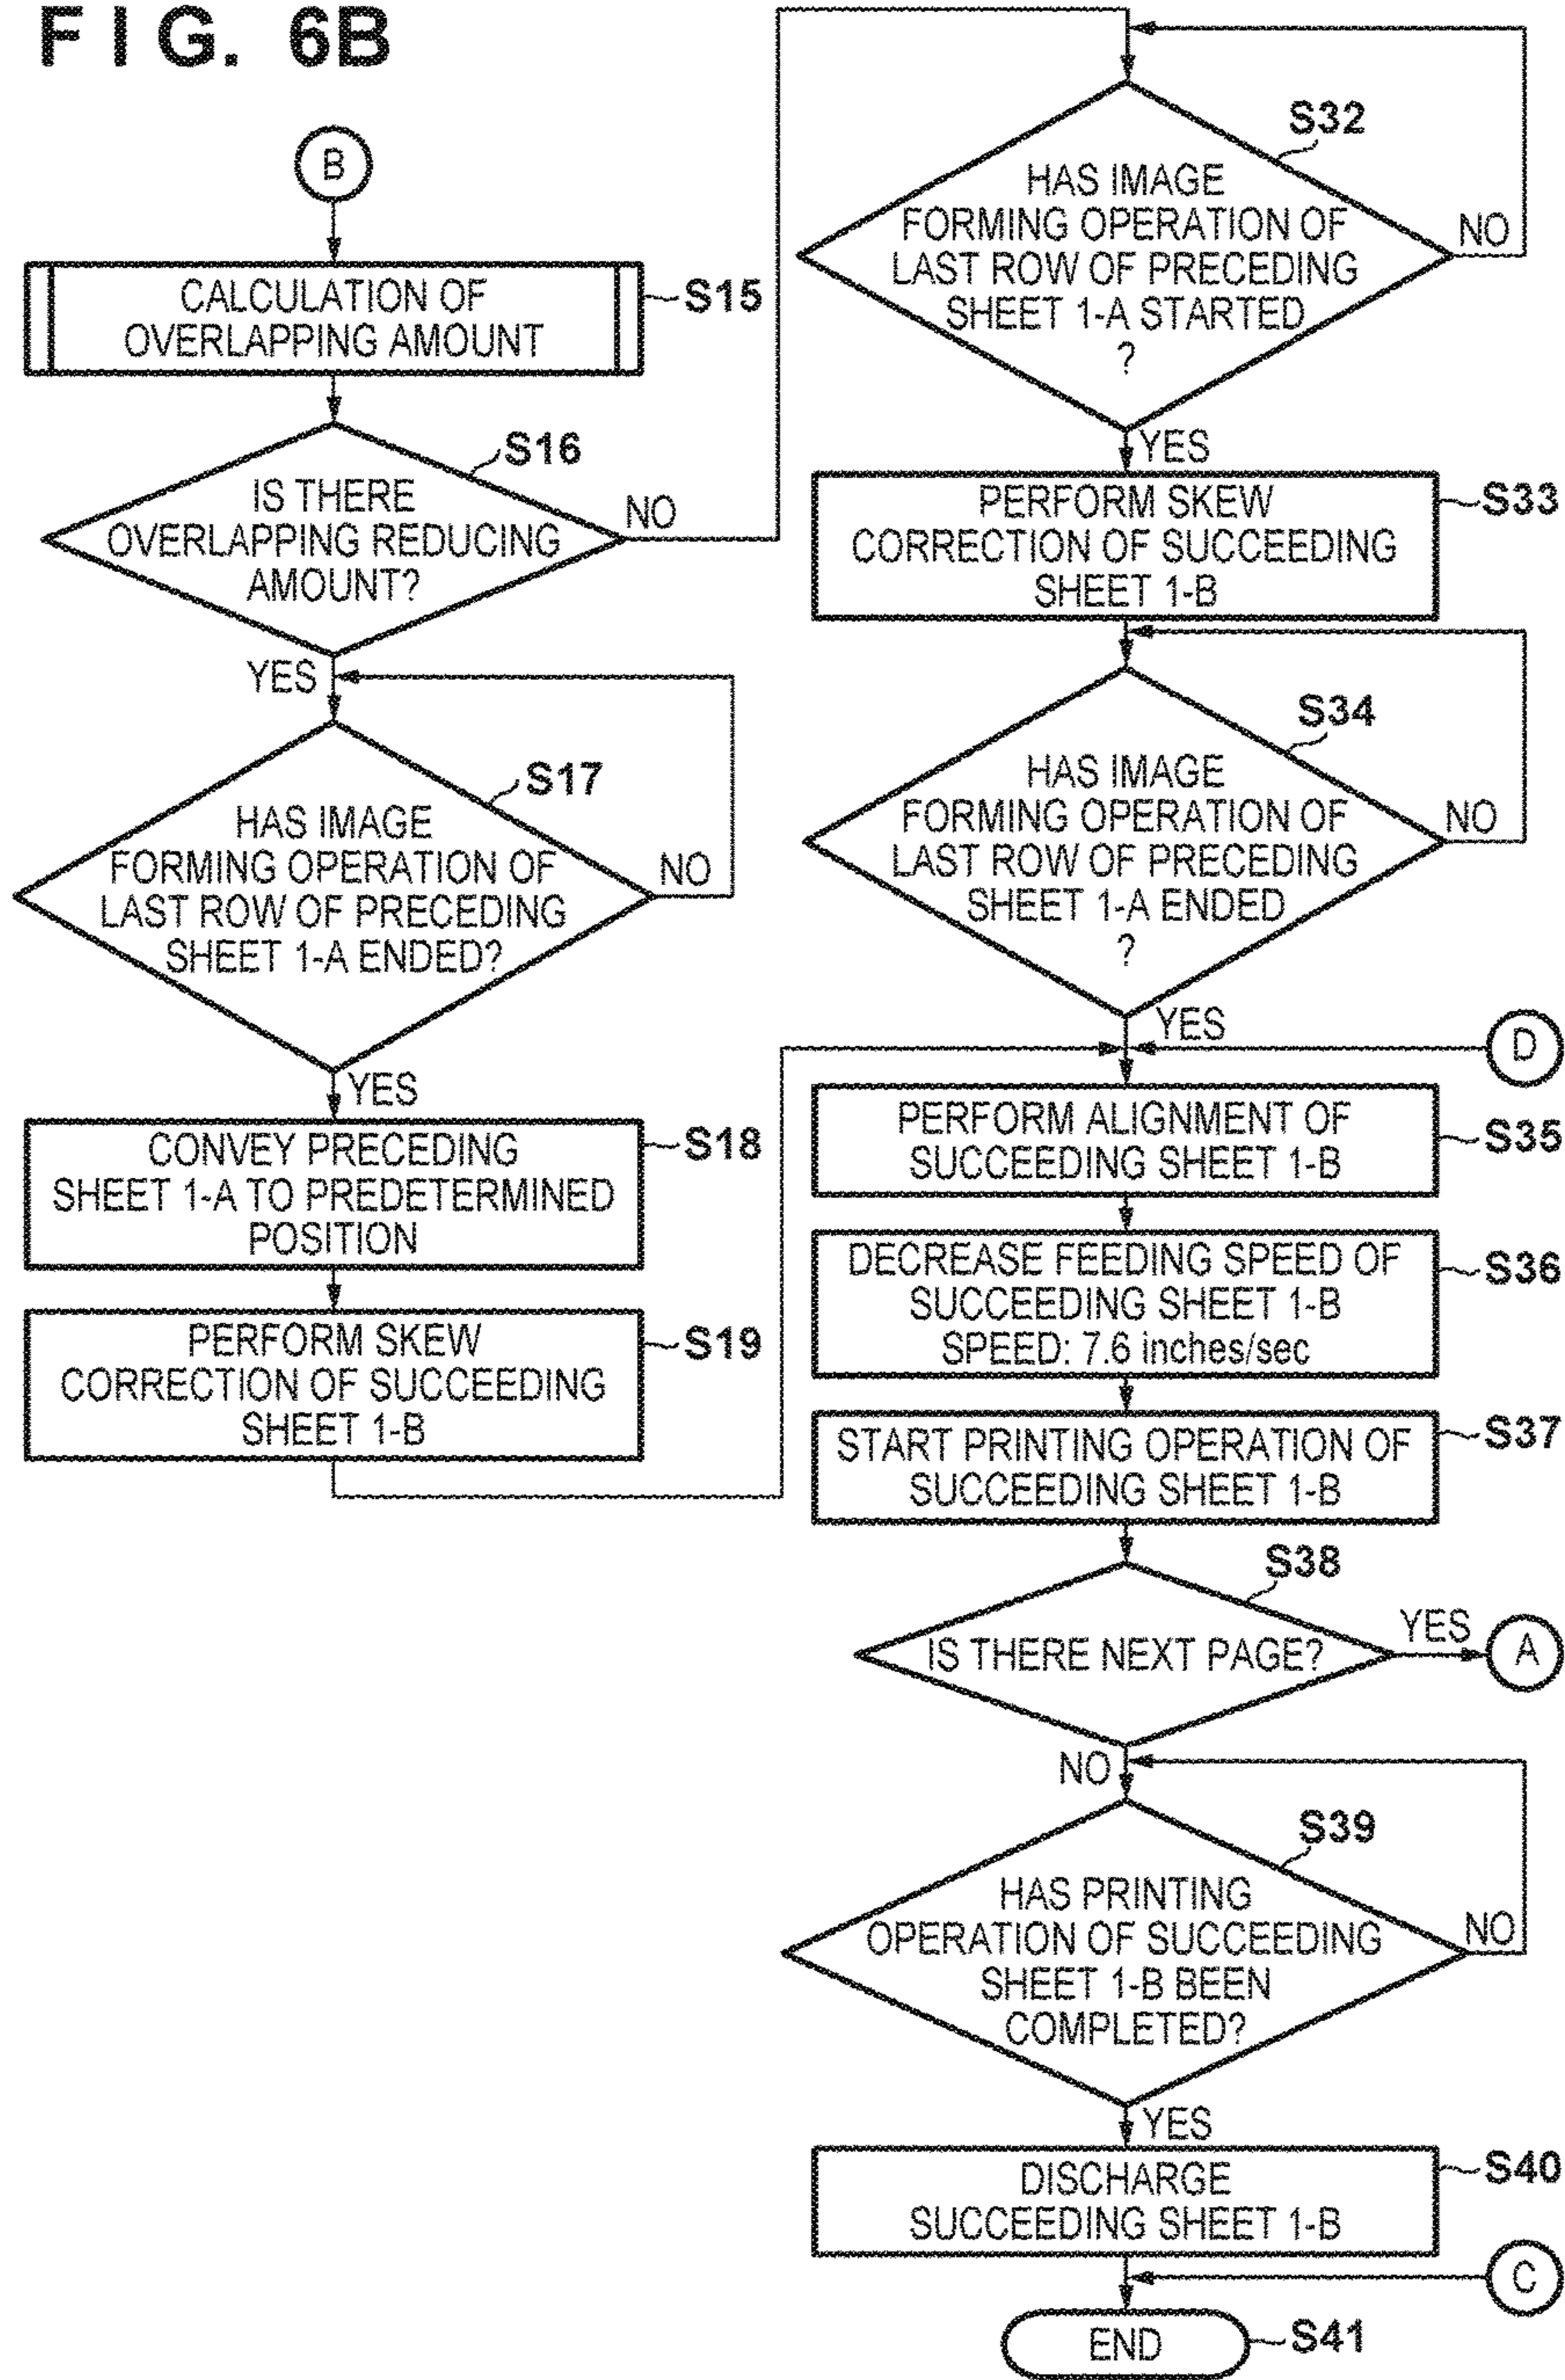 FIG. 6B
B
CALCULATION OF
OVERLAPPING AMOUNT
S15
S16
IS THERE
OVERLAPPING REDUCING
AMOUNT?
NO
YES
S17
HAS IMAGE
FORMING OPERATION OF
LAST ROW OF PRECEDING
SHEET 1-A ENDED?
NO
YES
CONVEY PRECEDING
SHEET 1-A TO PREDETERMINED
POSITION
S18
PERFORM SKEW
CORRECTION OF SUCCEEDING
SHEET 1-B
S19
S32
HAS IMAGE
FORMING OPERATION OF
LAST ROW OF PRECEDING
SHEET 1-A STARTED
?
NO
YES
PERFORM SKEW
CORRECTION OF SUCCEEDING
SHEET 1-B
S33
S34
HAS IMAGE
FORMING OPERATION OF
LAST ROW OF PRECEDING
SHEET 1-A ENDED
?
NO
YES
D
PERFORM ALIGNMENT OF
SUCCEEDING SHEET 1-B
S35
DECREASE FEEDING SPEED OF
SUCCEEDING SHEET 1-B
SPEED: 7.6 inches/sec
S36
START PRINTING OPERATION OF
SUCCEEDING SHEET 1-B
S37
S38
IS THERE NEXT PAGE?
YES
A
NO
S39
HAS PRINTING
OPERATION OF SUCCEEDING
SHEET 1-B BEEN
COMPLETED?
NO
YES
DISCHARGE
SUCCEEDING SHEET 1-B
S40
C
END
S41